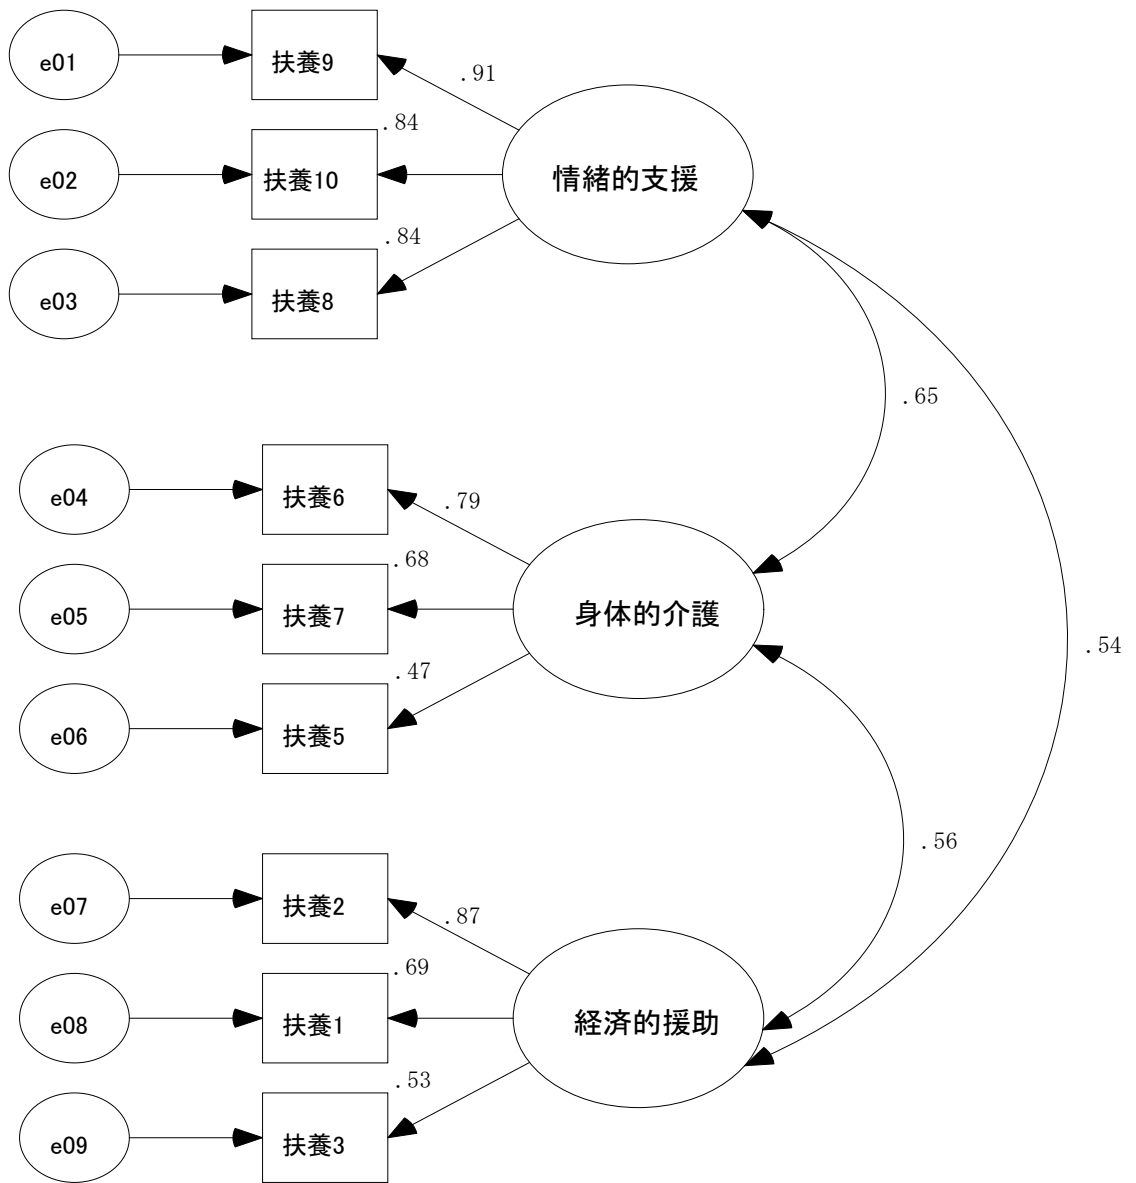 e01
扶養9
.91
e02
扶養10
.84
情緒的支援
e03
扶養8
.84
.65
e04
扶養6
.79
e05
扶養7
.68
身体的介護
.54
e06
扶養5
.47
.56
e07
扶養2
.87
e08
扶養1
.69
経済的援助
e09
扶養3
.53